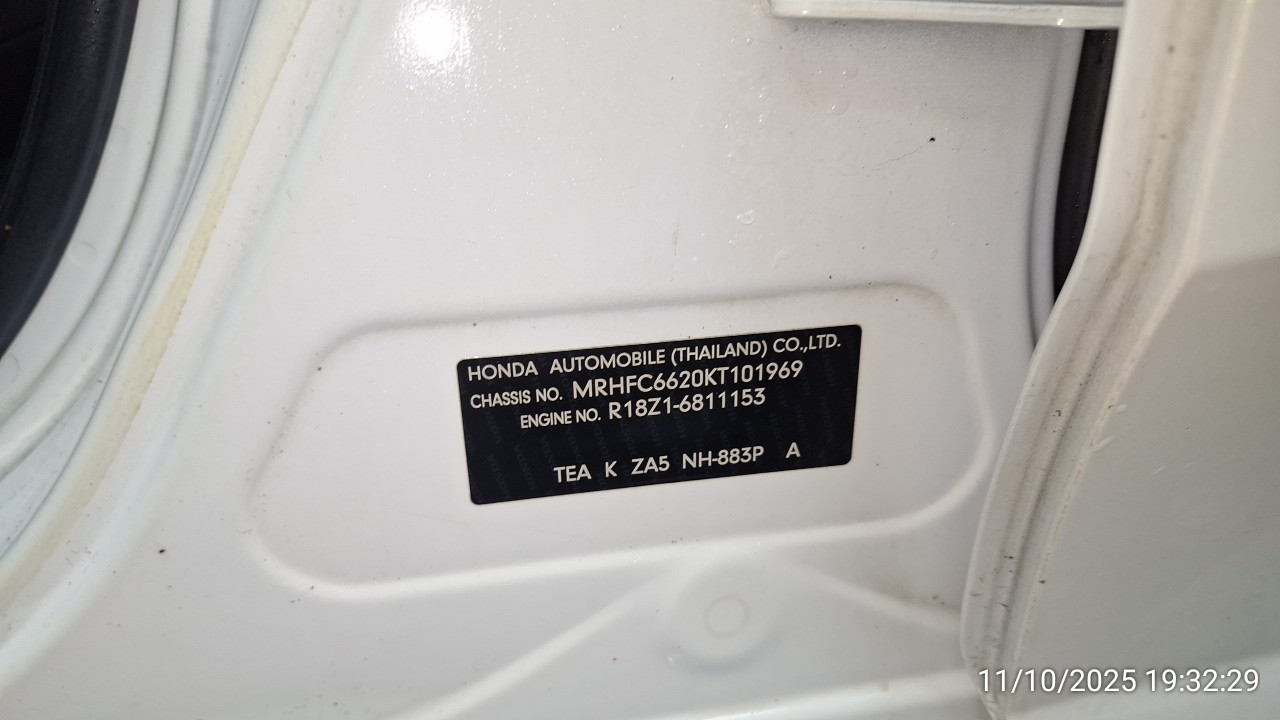 HONDA AUTOMOBILE (THAILAND) CO.,LTD.
CHASSIS NO. MRHFC6620KT101969
ENGINE NO. R18Z1-6811153
TEA K ZA5 NH-883P A
11/10/2025 19:32:29